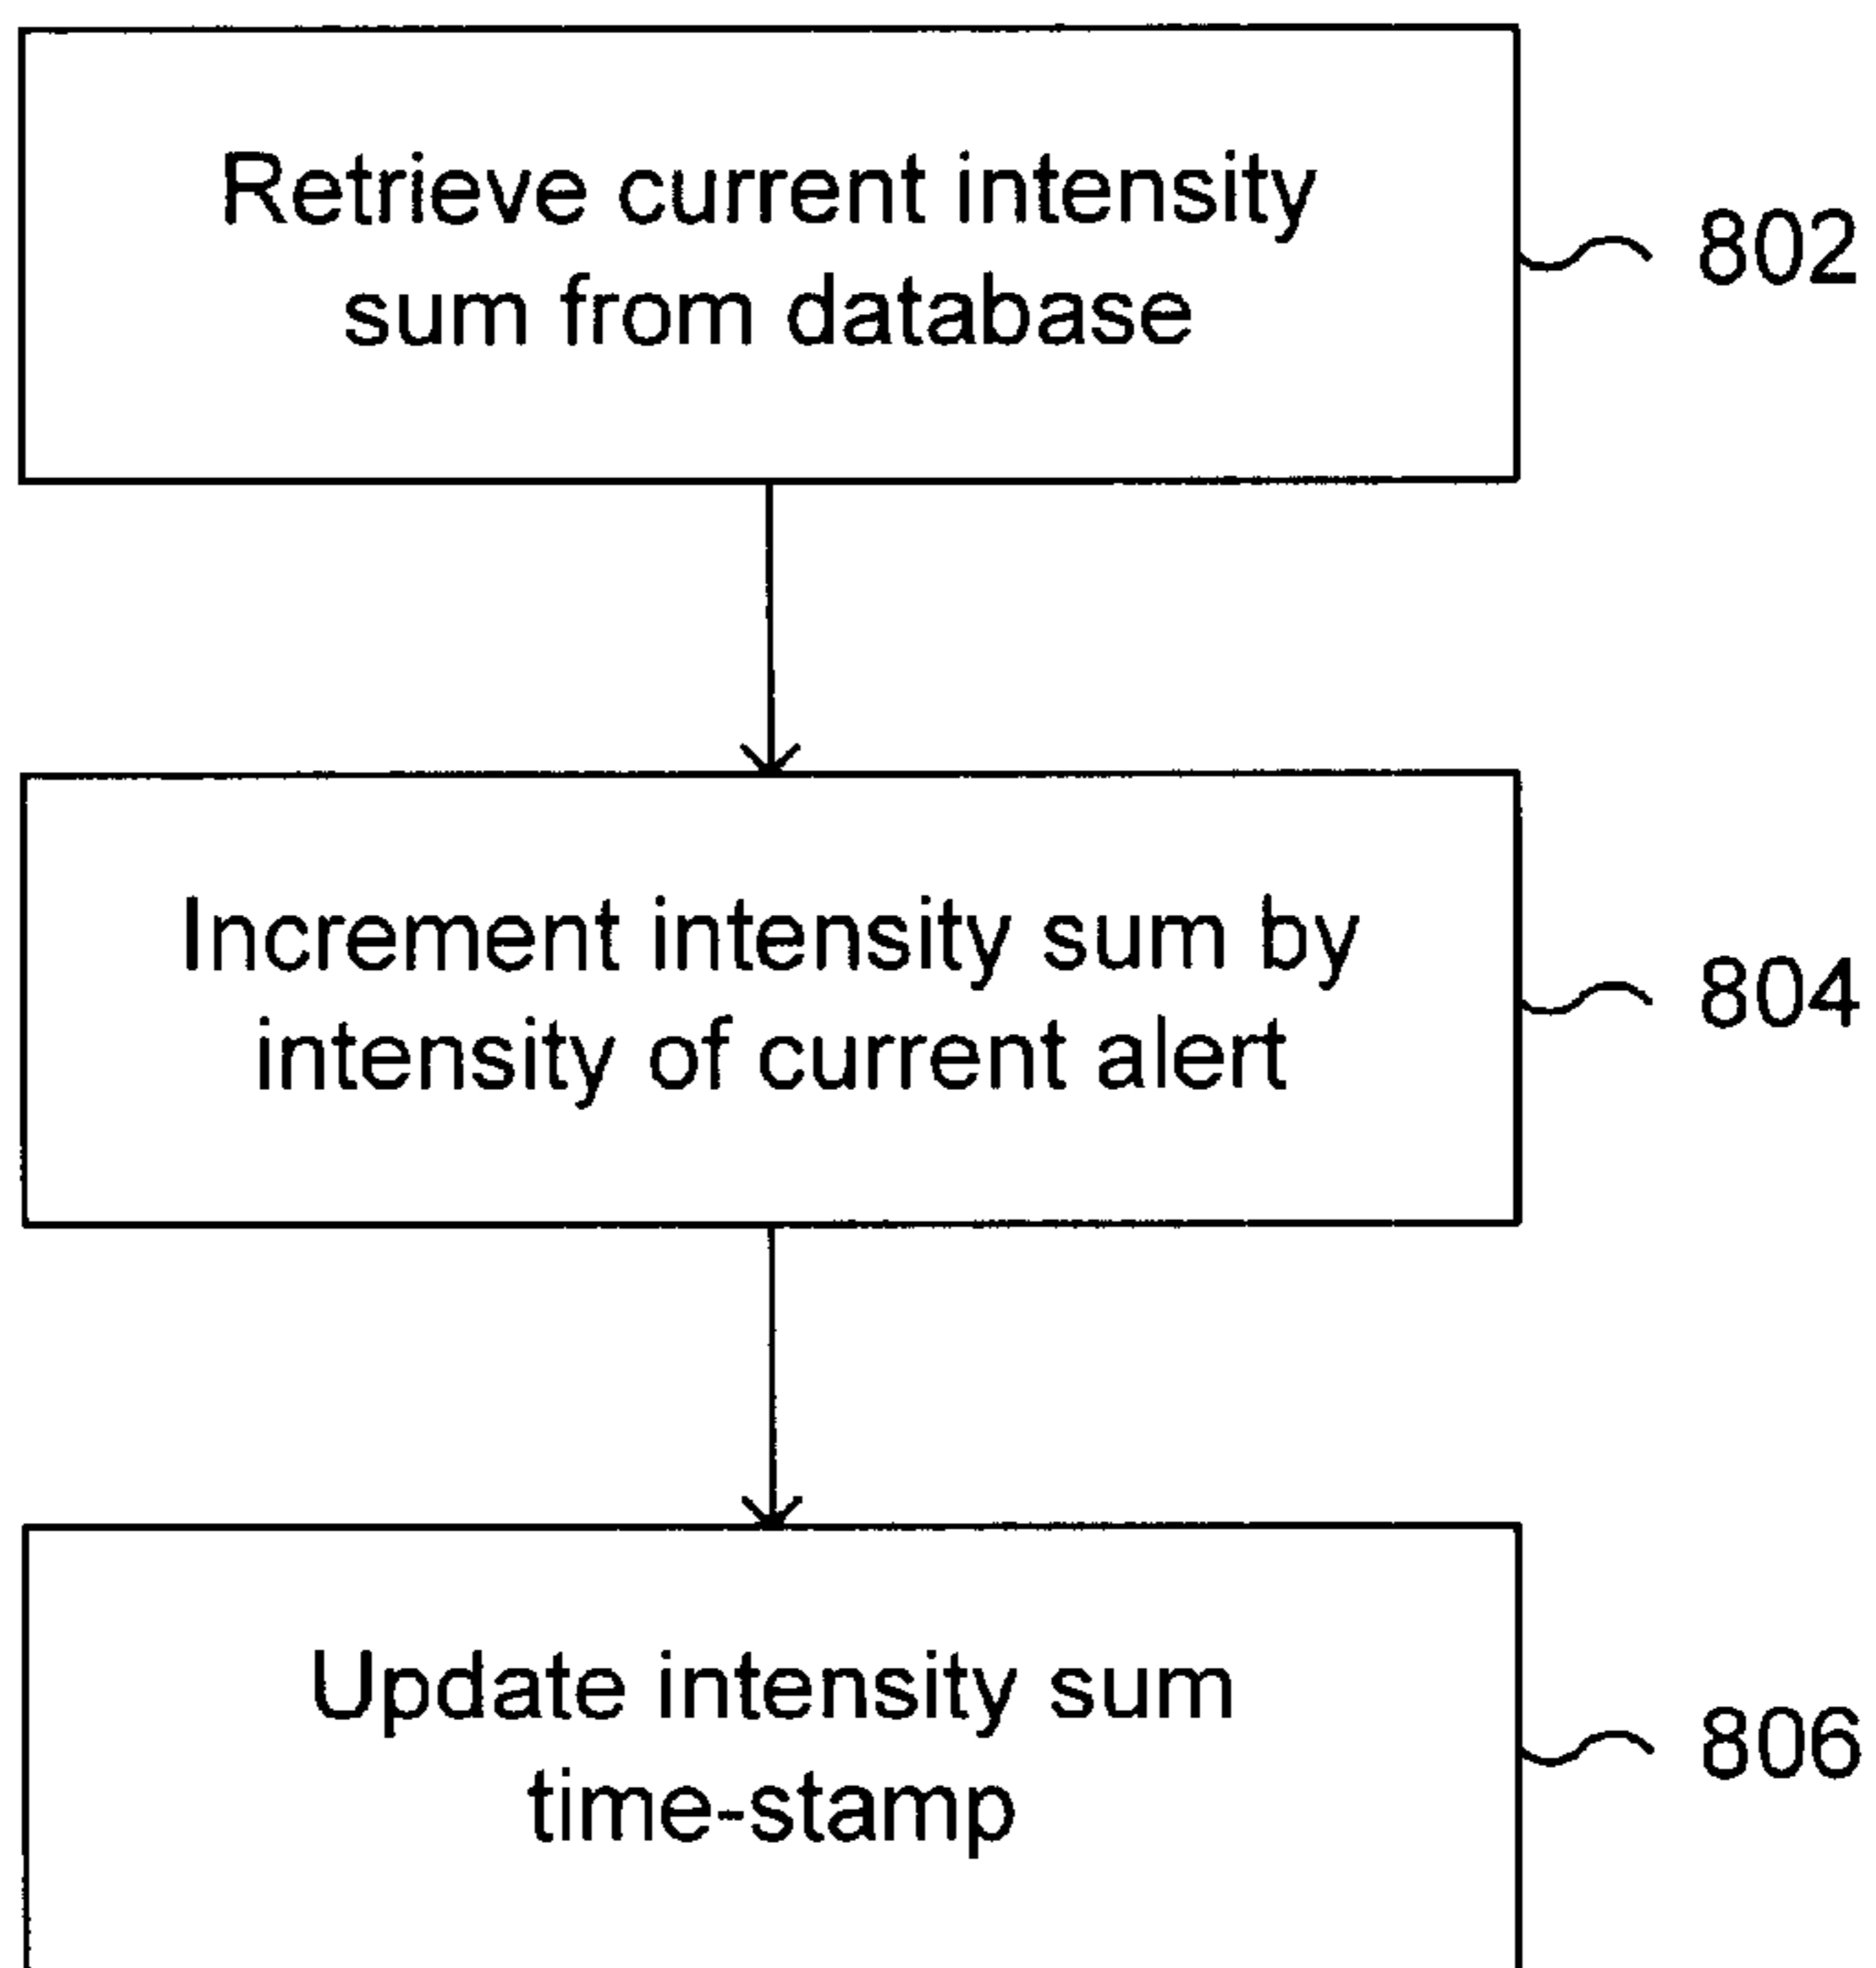 Retrieve current intensity
sum from database
802
Increment intensity sum by
intensity of current alert
804
Update intensity sum
time-stamp
806